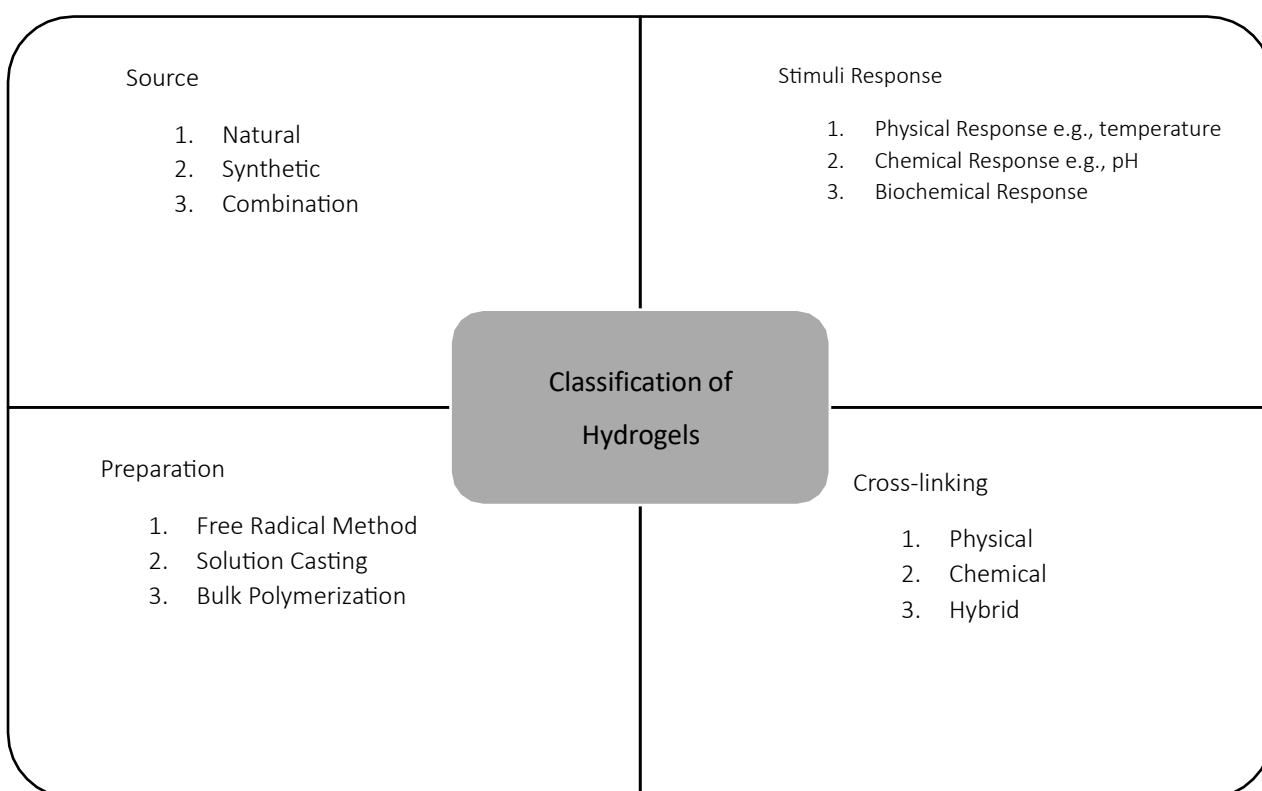 Source
1. Natural
2. Synthetic
3. Combination
Stimuli Response
1. Physical Response e.g., temperature
2. Chemical Response e.g., pH
3. Biochemical Response
Classification of
Hydrogels
Preparation
1. Free Radical Method
2. Solution Casting
3. Bulk Polymerization
Cross-linking
1. Physical
2. Chemical
3. Hybrid